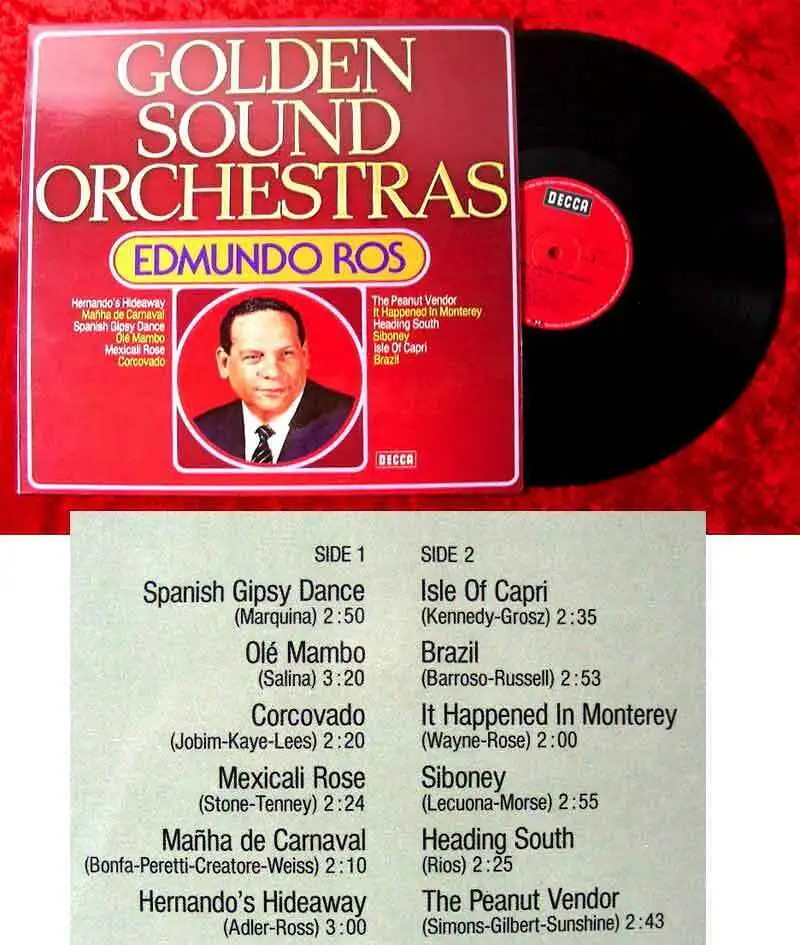 GOLDEN
SOUND
ORCHESTRAS
EDMUNDO ROS
Hernando's Hideaway
Mañha de Carnaval
Spanish Gipsy Dance
Olé Mambo
Mexicali Rose
Corcovado
The Peanut Vendor
It Happened In Monterey
Heading South
Siboney
Isle Of Capri
Brazil
DECCA
DECCA
SIDE 1
Spanish Gipsy Dance
(Marquina) 2:50
Olé Mambo
(Salina) 3:20
Corcovado
(Jobim-Kaye-Lees) 2:20
Mexicali Rose
(Stone-Tenney) 2:24
Mañha de Carnaval
(Bonfa-Peretti-Creatore-Weiss) 2:10
Hernando's Hideaway
(Adler-Ross) 3:00
SIDE 2
Isle Of Capri
(Kennedy-Grosz) 2:35
Brazil
(Barroso-Russell) 2:53
It Happened In Monterey
(Wayne-Rose) 2:00
Siboney
(Lecuona-Morse) 2:55
Heading South
(Rios) 2:25
The Peanut Vendor
(Simons-Gilbert-Sunshine) 2:43